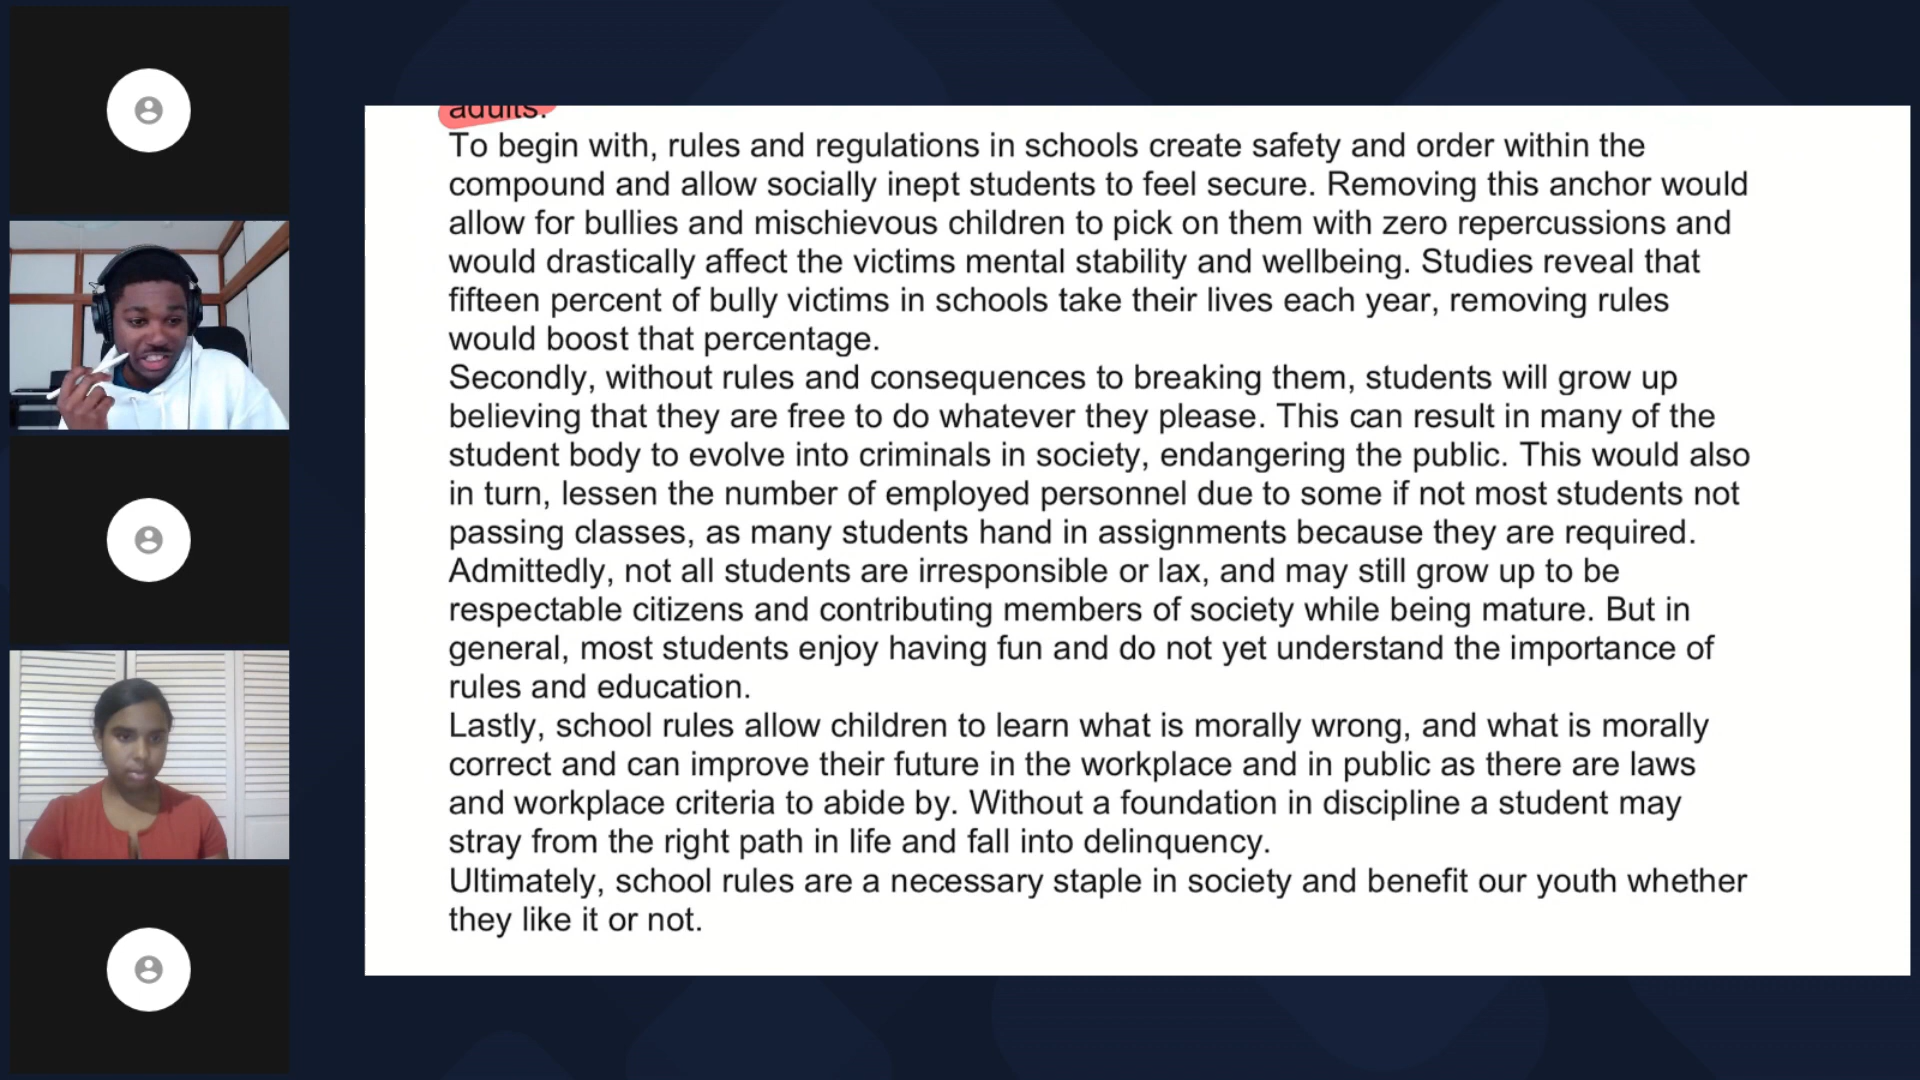 adults.
To begin with, rules and regulations in schools create safety and order within the
compound and allow socially inept students to feel secure. Removing this anchor would
allow for bullies and mischievous children to pick on them with zero repercussions and
would drastically affect the victims mental stability and wellbeing. Studies reveal that
fifteen percent of bully victims in schools take their lives each year, removing rules
would boost that percentage.
Secondly, without rules and consequences to breaking them, students will grow up
believing that they are free to do whatever they please. This can result in many of the
student body to evolve into criminals in society, endangering the public. This would also
in turn, lessen the number of employed personnel due to some if not most students not
passing classes, as many students hand in assignments because they are required.
Admittedly, not all students are irresponsible or lax, and may still grow up to be
respectable citizens and contributing members of society while being mature. But in
general, most students enjoy having fun and do not yet understand the importance of
rules and education.
Lastly, school rules allow children to learn what is morally wrong, and what is morally
correct and can improve their future in the workplace and in public as there are laws
and workplace criteria to abide by. Without a foundation in discipline a student may
stray from the right path in life and fall into delinquency.
Ultimately, school rules are a necessary staple in society and benefit our youth whether
they like it or not.